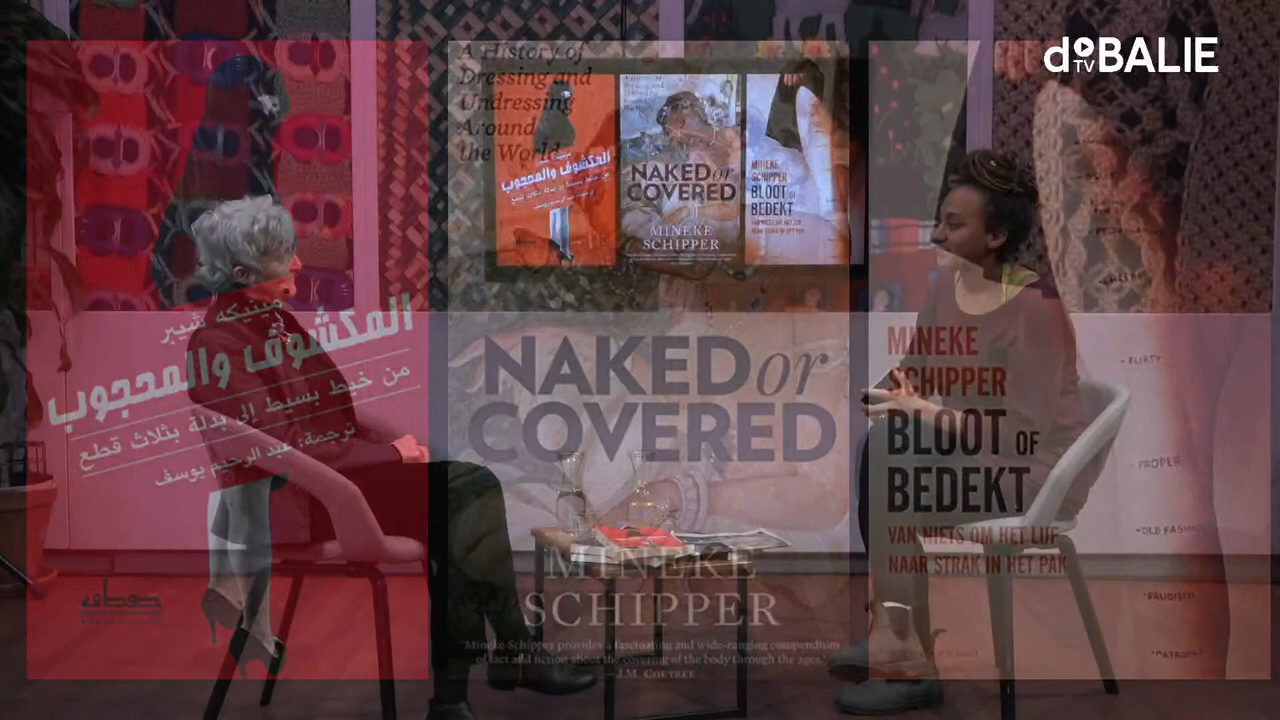 deBALIE
TV
A History of
Dressing and
Undressing
Around
the World
المكشوف والمحجوب
NAKED or
COVERED
MINEKE
SCHIPPER
MINEKE
SCHIPPER
BLOOT OF
BEDEKT
مينيكه شيبر
المكشوف والمحجوب
من خيط بسيط إلى بدلة بثلاث قطع
ترجمة: عبد الرحيم يوسف
NAKED or
COVERED
MINEKE
SCHIPPER
"Mineke Schipper provides a fascinating and wide-ranging compendium
of fact and fiction about the covering of the body through the ages."
– J.M. COETZEE
MINEKE
SCHIPPER
BLOOT OF
BEDEKT
VAN NIETS OM HET LIJF
NAAR STRAK IN HET PAK
- FLIRTY
- PROPER
- OLD FASHIO
- PRUDISH